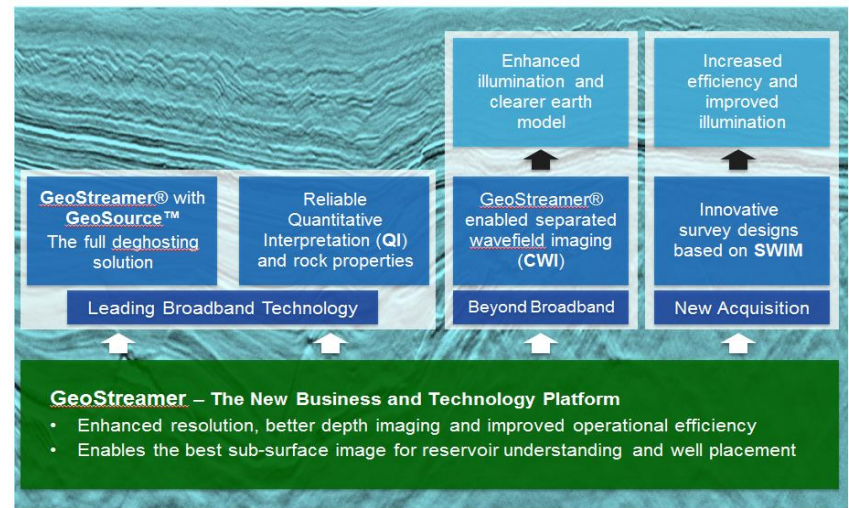 Enhanced
illumination and
clearer earth
model
Increased
efficiency and
improved
illumination
GeoStreamer® with
GeoSource™
The full deghosting
solution
Reliable
Quantitative
Interpretation (QI)
and rock properties
GeoStreamer®
enabled separated
wavefield imaging
(CWI)
Innovative
survey designs
based on SWIM
Leading Broadband Technology
Beyond Broadband
New Acquisition
GeoStreamer – The New Business and Technology Platform
• Enhanced resolution, better depth imaging and improved operational efficiency
• Enables the best sub-surface image for reservoir understanding and well placement